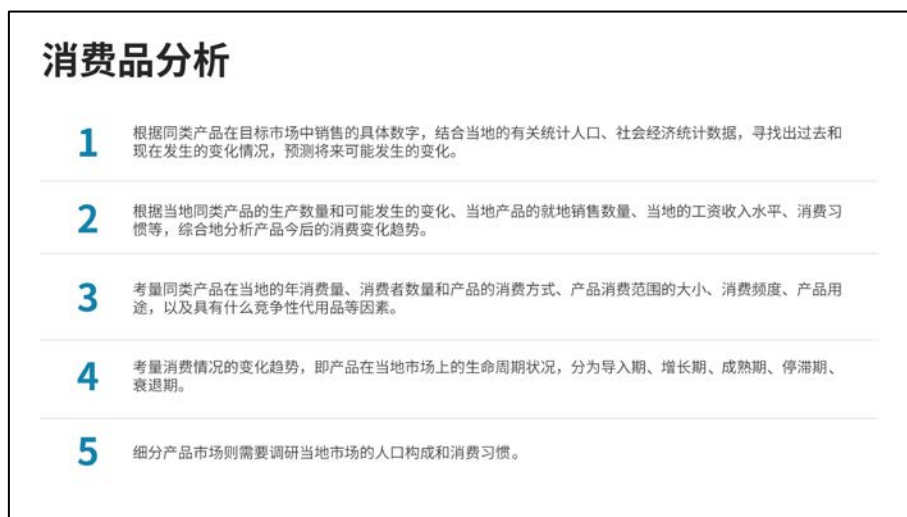 消费品分析
1
根据同类产品在目标市场中销售的具体数字，结合当地的有关统计人口、社会经济统计数据，寻找出过去和
现在发生的变化情况，预测将来可能发生的变化。
2
根据当地同类产品的生产数量和可能发生的变化、当地产品的就地销售数量、当地的工资收入水平、消费习
惯等，综合地分析产品今后的消费变化趋势。
3
考量同类产品在当地的年消费量、消费者数量和产品的消费方式、产品消费范围的大小、消费频度、产品用
途，以及具有什么竞争性代用品等因素。
4
考量消费情况的变化趋势，即产品在当地市场上的生命周期状况，分为导入期、增长期、成熟期、停滞期、
衰退期。
5
细分产品市场则需要调研当地市场的人口构成和消费习惯。